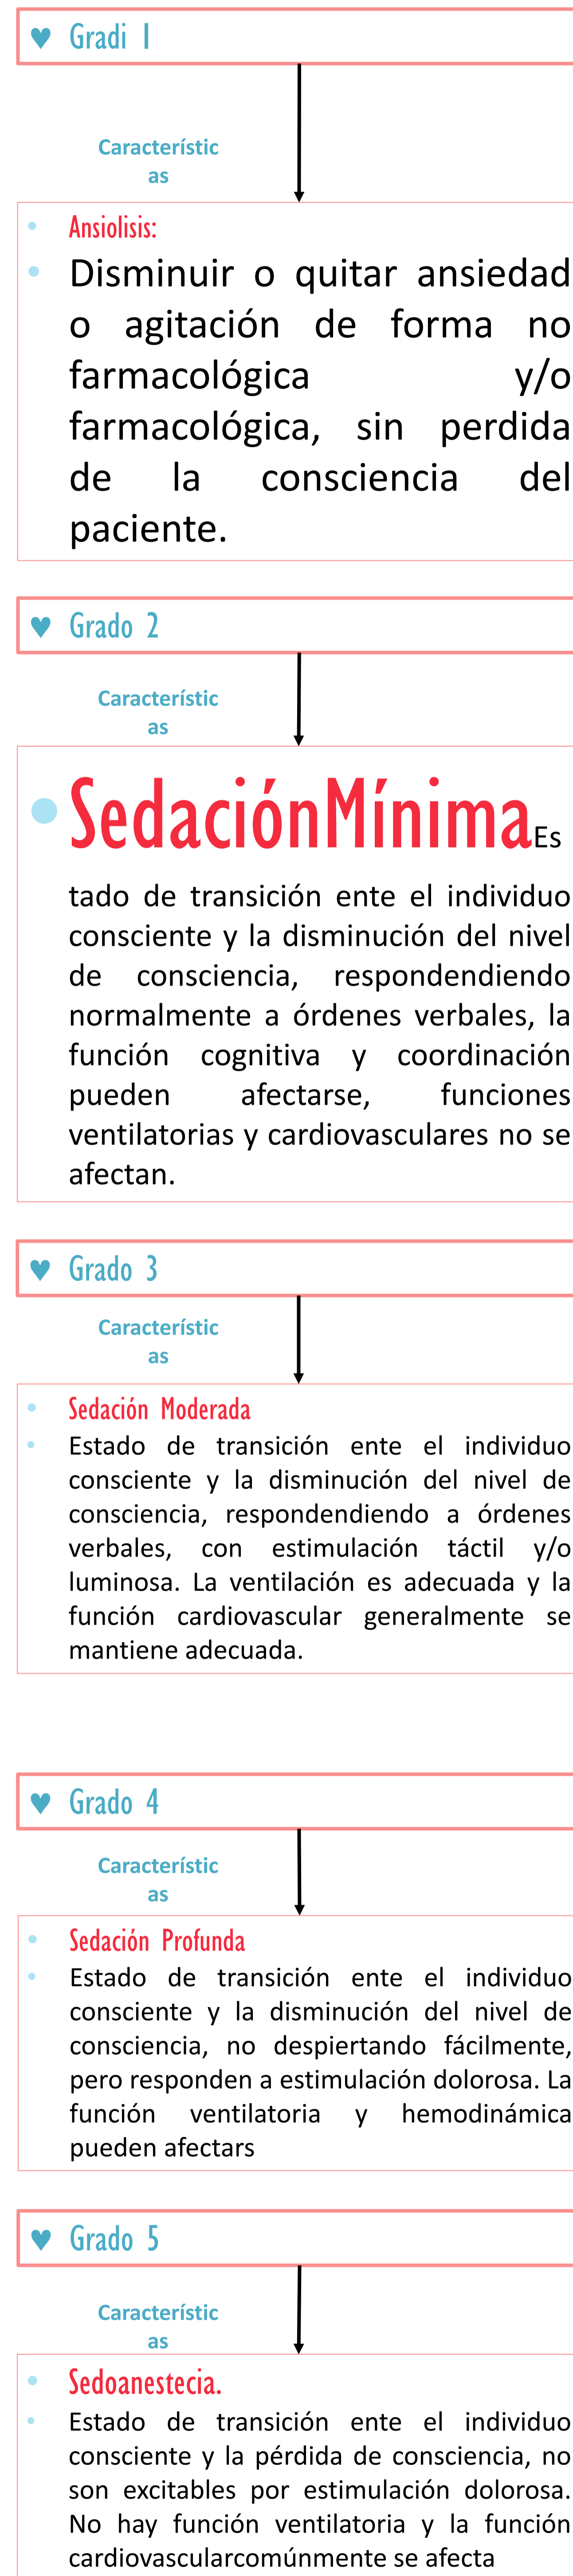 ♥ Gradi 1
Característic
as
• Ansiolisis:
• Disminuir o quitar ansiedad
o agitación de forma no
farmacológica y/o
farmacológica, sin perdida
de la consciencia del
paciente.
♥ Grado 2
Característic
as
• SedaciónMínimaEs
tado de transición ente el individuo
consciente y la disminución del nivel
de consciencia, respondendiendo
normalmente a órdenes verbales, la
función cognitiva y coordinación
pueden afectarse, funciones
ventilatorias y cardiovasculares no se
afectan.
♥ Grado 3
Característic
as
• Sedación Moderada
• Estado de transición ente el individuo
consciente y la disminución del nivel de
consciencia, respondendiendo a órdenes
verbales, con estimulación táctil y/o
luminosa. La ventilación es adecuada y la
función cardiovascular generalmente se
mantiene adecuada.
♥ Grado 4
Característic
as
• Sedación Profunda
• Estado de transición ente el individuo
consciente y la disminución del nivel de
consciencia, no despiertando fácilmente,
pero responden a estimulación dolorosa. La
función ventilatoria y hemodinámica
pueden afectars
♥ Grado 5
Característic
as
• Sedoanestecia.
• Estado de transición ente el individuo
consciente y la pérdida de consciencia, no
son excitables por estimulación dolorosa.
No hay función ventilatoria y la función
cardiovascularcomúnmente se afecta